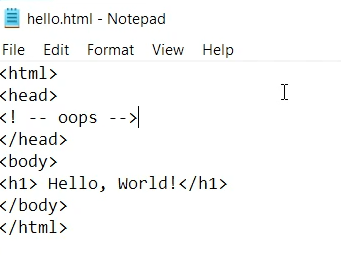 hello.html - Notepad
File Edit Format View Help
<html>
<head>
<! -- oops -->
</head>
<body>
<h1> Hello, World!</h1>
</body>
</html>